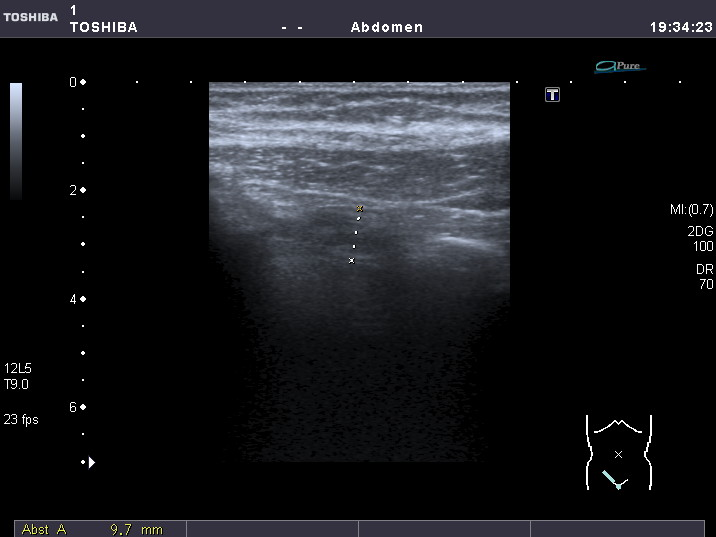 TOSHIBA
1
TOSHIBA
- -
Abdomen
19:34:23
Pure
T
0
2
4
6
MI:(0.7)
2DG
100
DR
70
12L5
T9.0
23 fps
Abst A 9.7 mm